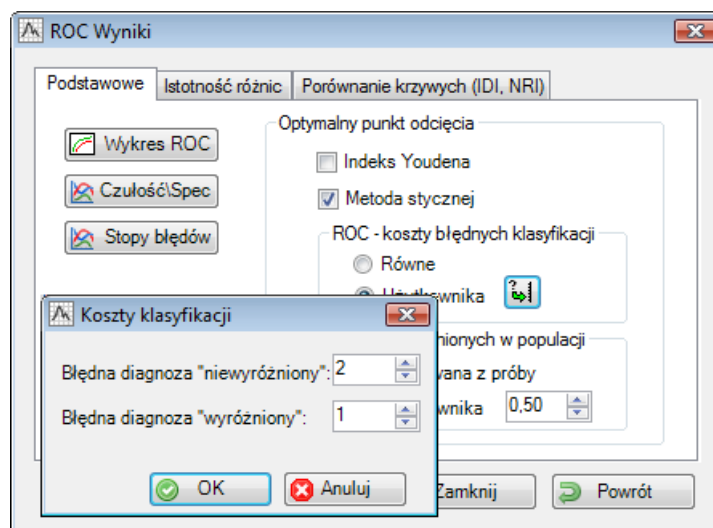 ROC Wyniki
Podstawowe
Istotność różnic
Porównanie krzywych (IDI, NRI)
Wykres ROC
Czułość\Spec
Stopy błędów
Optymalny punkt odcięcia
Indeks Youdena
Metoda stycznej
ROC - koszty błędnych klasyfikacji
Równe
Koszty klasyfikacji
Błędna diagnoza "niewyróżniony": 2
Błędna diagnoza "wyróżniony": 1
OK
Anuluj
w populacji
z próby
0,50
Zamknij
Powrót